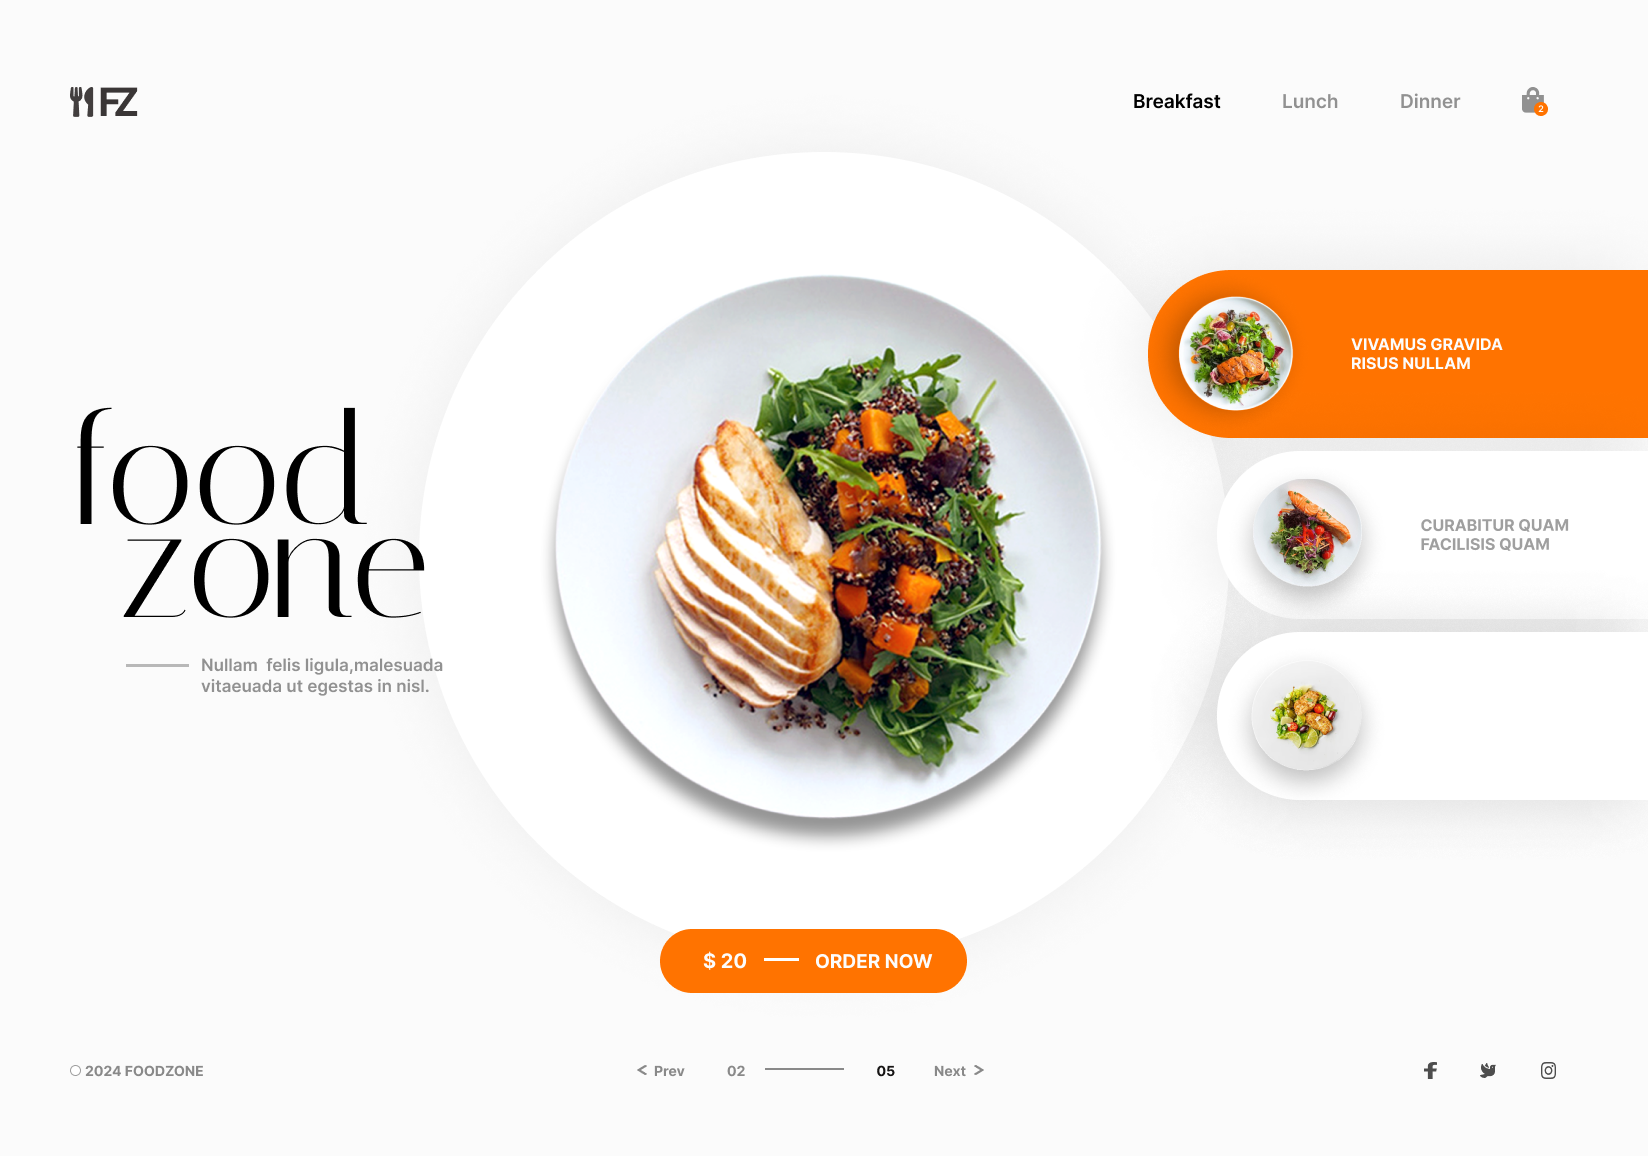 FZ
Breakfast Lunch Dinner
2
food
zone
Nullam felis ligula,malesuada
vitaeuada ut egestas in nisl.
VIVAMUS GRAVIDA
RISUS NULLAM
CURABITUR QUAM
FACILISIS QUAM
$ 20 ORDER NOW
2024 FOODZONE
< Prev 02 05 Next >